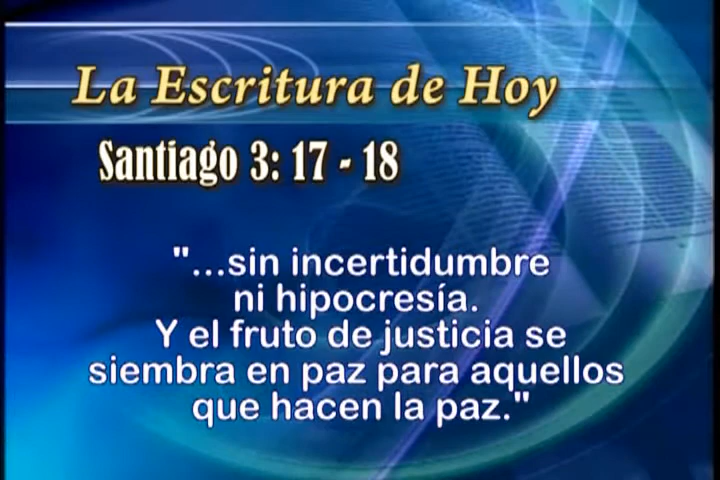 La Escritura de Hoy
Santiago 3: 17 - 18
"...sin incertidumbre
ni hipocresía.
Y el fruto de justicia se
siembra en paz para aquellos
que hacen la paz."